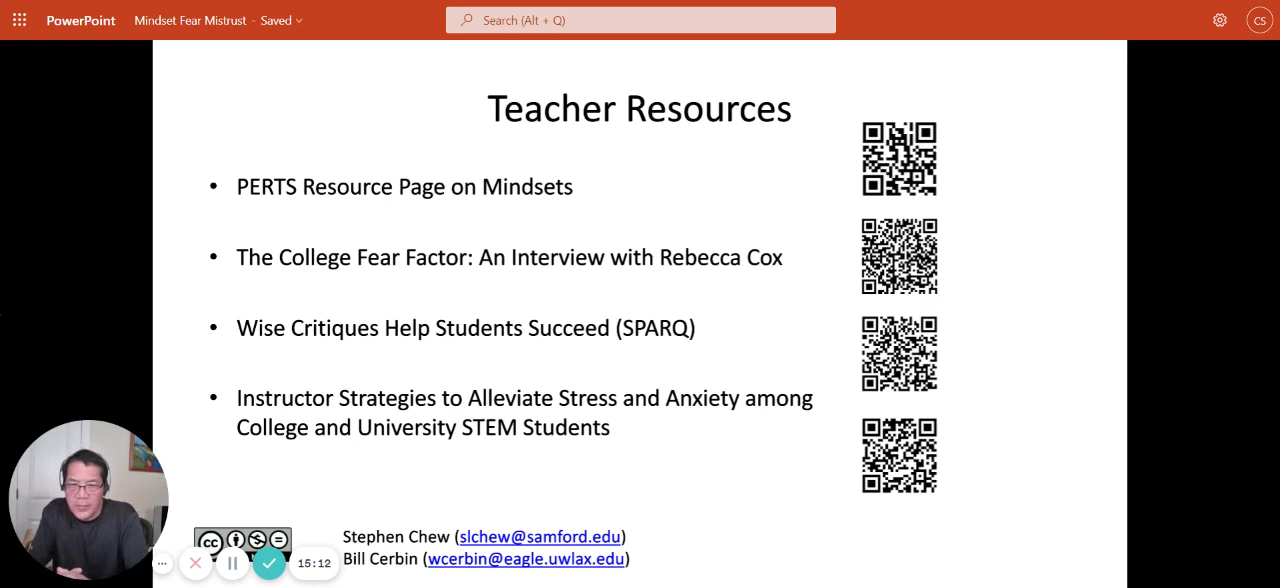 PowerPoint Mindset Fear Mistrust - Saved Search (Alt + Q) CS
Teacher Resources
• PERTS Resource Page on Mindsets
• The College Fear Factor: An Interview with Rebecca Cox
• Wise Critiques Help Students Succeed (SPARQ)
• Instructor Strategies to Alleviate Stress and Anxiety among
College and University STEM Students
cc
Stephen Chew (slchew@samford.edu)
Bill Cerbin (wcerbin@eagle.uwlax.edu)
15:12